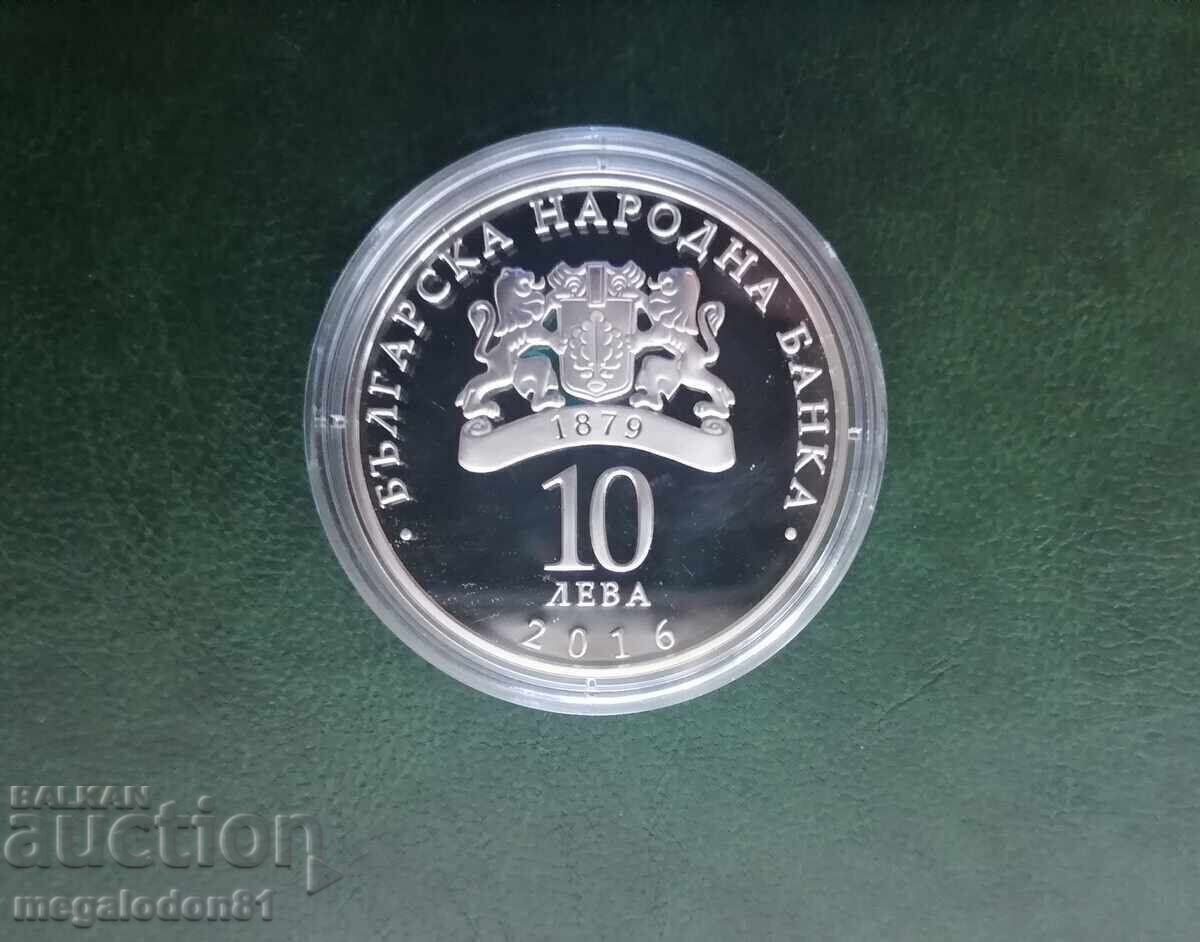 · БЪЛГАРСКА НАРОДНА БАНКА ·
1879
10
ЛЕВА
2016
BALKAN
auction
megalodon81